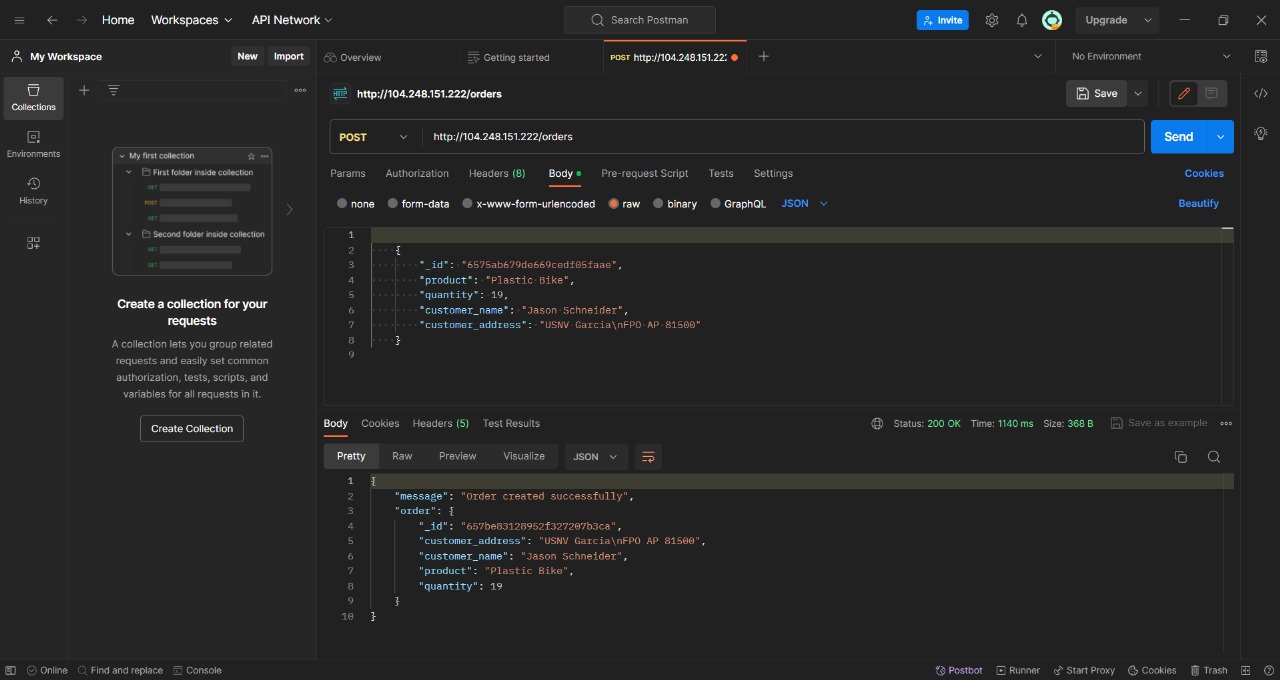 Home Workspaces API Network Search Postman Invite Upgrade
My Workspace New Import Overview Getting started POST http://104.248.151.222 No Environment
Collections
Environments
History
My first collection
First folder inside collection
GET
POST
GET
Second folder inside collection
GET
GET
Create a collection for your
requests
A collection lets you group related
requests and easily set common
authorization, tests, scripts, and
variables for all requests in it.
Create Collection
HTTP http://104.248.151.222/orders Save
POST http://104.248.151.222/orders Send
Params Authorization Headers (8) Body Pre-request Script Tests Settings Cookies
none form-data x-www-form-urlencoded raw binary GraphQL JSON Beautify
1
2 {
3 "_id": "6575ab679de669cedf05faae",
4 "product": "Plastic Bike",
5 "quantity": 19,
6 "customer_name": "Jason Schneider",
7 "customer_address": "USNV Garcia\nFPO AP 81500"
8 }
9
Body Cookies Headers (5) Test Results Status: 200 OK Time: 1140 ms Size: 368 B Save as example
Pretty Raw Preview Visualize JSON
1 {
2 "message": "Order created successfully",
3 "order": {
4 "_id": "657be83128952f327207b3ca",
5 "customer_address": "USNV Garcia\nFPO AP 81500",
6 "customer_name": "Jason Schneider",
7 "product": "Plastic Bike",
8 "quantity": 19
9 }
10 }
Online Find and replace Console Postbot Runner Start Proxy Cookies Trash